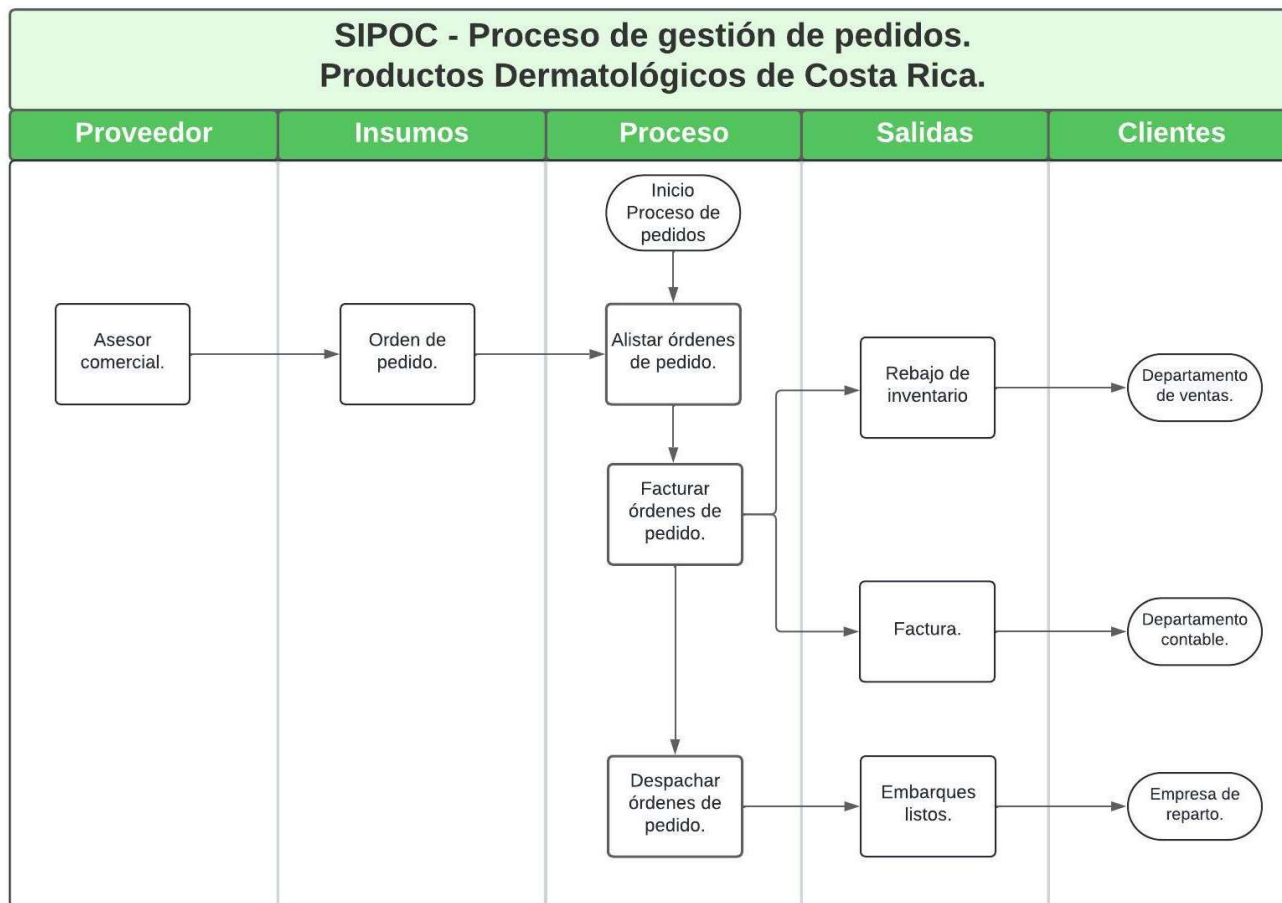 SIPOC - Proceso de gestión de pedidos.
Productos Dermatológicos de Costa Rica.
Proveedor
Insumos
Proceso
Salidas
Clientes
Inicio
Proceso de
pedidos
Asesor
comercial.
Orden de
pedido.
Alistar órdenes
de pedido.
Rebajo de
inventario
Departamento
de ventas.
Facturar
órdenes de
pedido.
Factura.
Departamento
contable.
Despachar
órdenes de
pedido.
Embarques
listos.
Empresa de
reparto.